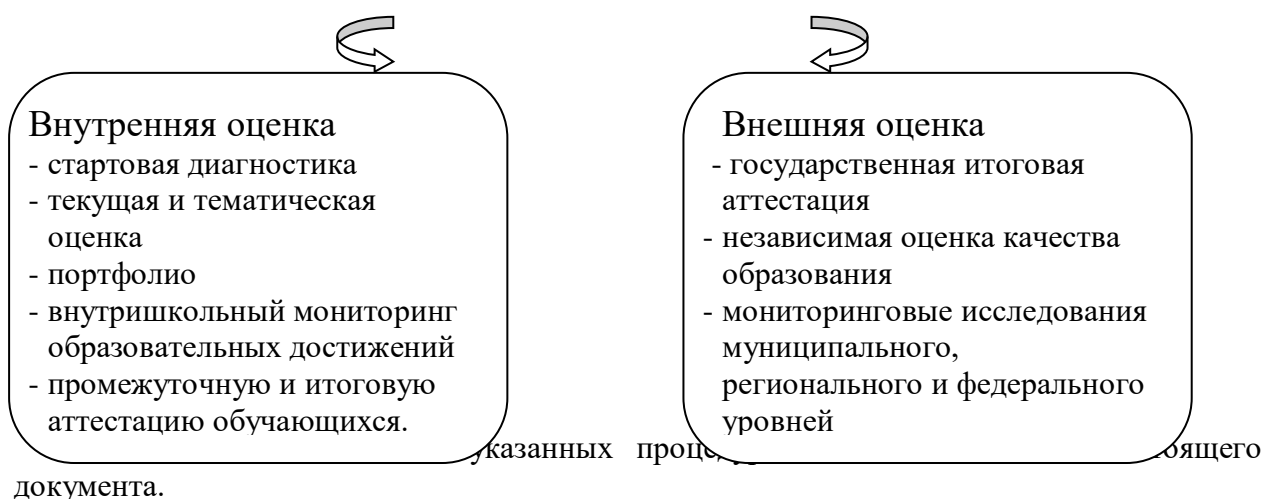 Внутренняя оценка
- стартовая диагностика
- текущая и тематическая
оценка
- портфолио
- внутришкольный мониторинг
образовательных достижений
- промежуточную и итоговую
аттестацию обучающихся.
Внешняя оценка
- государственная итоговая
аттестация
- независимая оценка качества
образования
- мониторинговые исследования
муниципального,
регионального и федерального
уровней
указанных
документа.